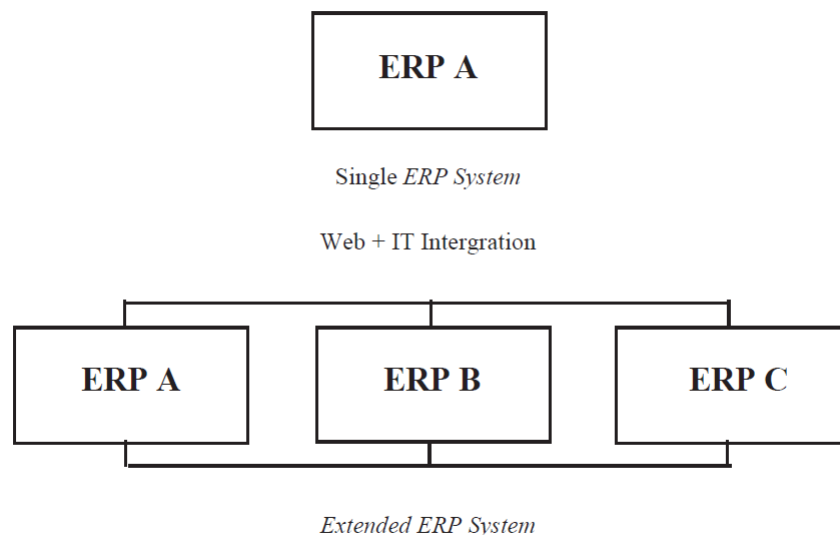 ERP A
Single ERP System
Web + IT Intergration
ERP A ERP B ERP C
Extended ERP System